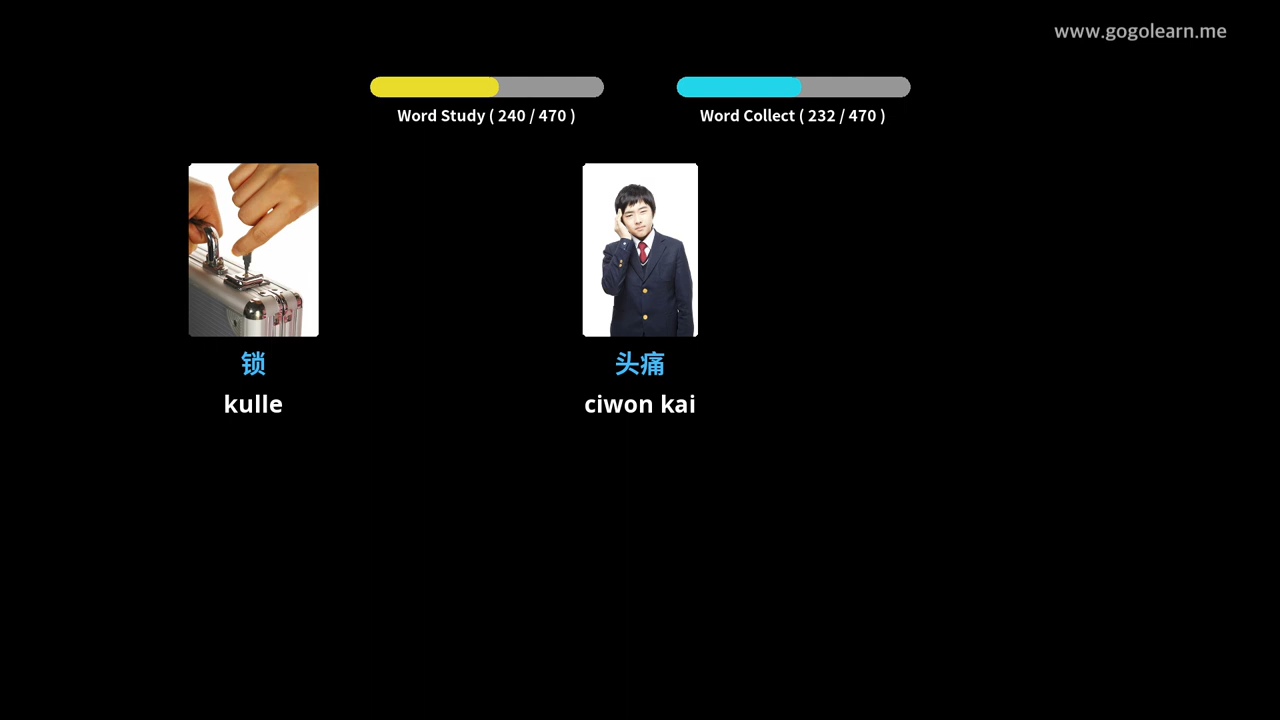 www.gogolearn.me
Word Study ( 240 / 470 )
Word Collect ( 232 / 470 )
锁
kulle
头痛
ciwon kai